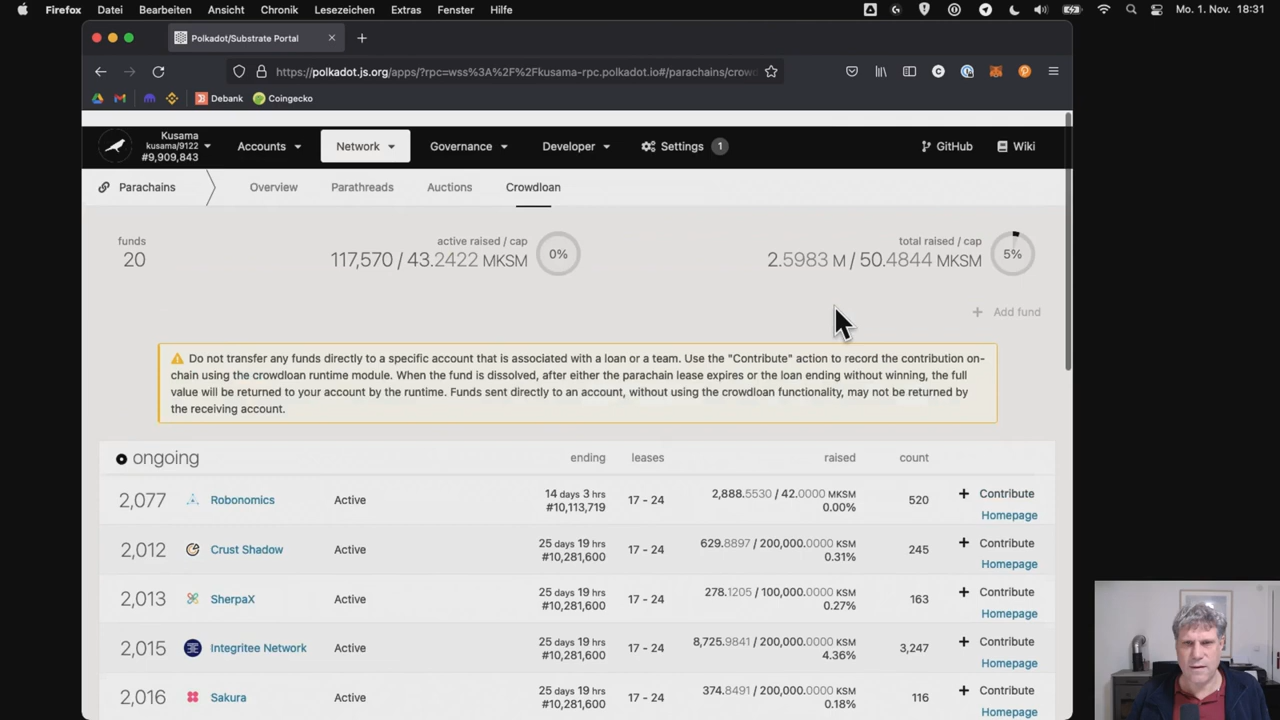 Firefox Datei Bearbeiten Ansicht Chronik Lesezeichen Extras Fenster Hilfe Mo. 1. Nov. 18:31
Polkadot/Substrate Portal
https://polkadot.js.org/apps/?rpc=wss%3A%2F%2Fkusama-rpc.polkadot.io#/parachains/crow
Debank Coingecko
Kusama
kusama/9122
#9,909,843
Accounts Network Governance Developer Settings 1 GitHub Wiki
Parachains Overview Parathreads Auctions Crowdloan
funds
20
active raised / cap
117,570 / 43.2422 MKSM
0%
total raised / cap
2.5983 M / 50.4844 MKSM
5%
+ Add fund
Do not transfer any funds directly to a specific account that is associated with a loan or a team. Use the "Contribute" action to record the contribution on-
chain using the crowdloan runtime module. When the fund is dissolved, after either the parachain lease expires or the loan ending without winning, the full
value will be returned to your account by the runtime. Funds sent directly to an account, without using the crowdloan functionality, may not be returned by
the receiving account.
ongoing ending leases raised count
2,077 Robonomics Active 14 days 3 hrs #10,113,719 17 - 24 2,888.5530 / 42.0000 MKSM 0.00% 520 + Contribute
Homepage
2,012 Crust Shadow Active 25 days 19 hrs #10,281,600 17 - 24 629.8897 / 200,000.0000 KSM 0.31% 245 + Contribute
Homepage
2,013 SherpaX Active 25 days 19 hrs #10,281,600 17 - 24 278.1205 / 100,000.0000 KSM 0.27% 163 + Contribute
Homepage
2,015 Integritee Network Active 25 days 19 hrs #10,281,600 17 - 24 8,725.9841 / 200,000.0000 KSM 4.36% 3,247 + Contribute
Homepage
2,016 Sakura Active 25 days 19 hrs #10,281,600 17 - 24 374.8491 / 200,000.0000 KSM 0.18% 116 + Contribute
Homepage